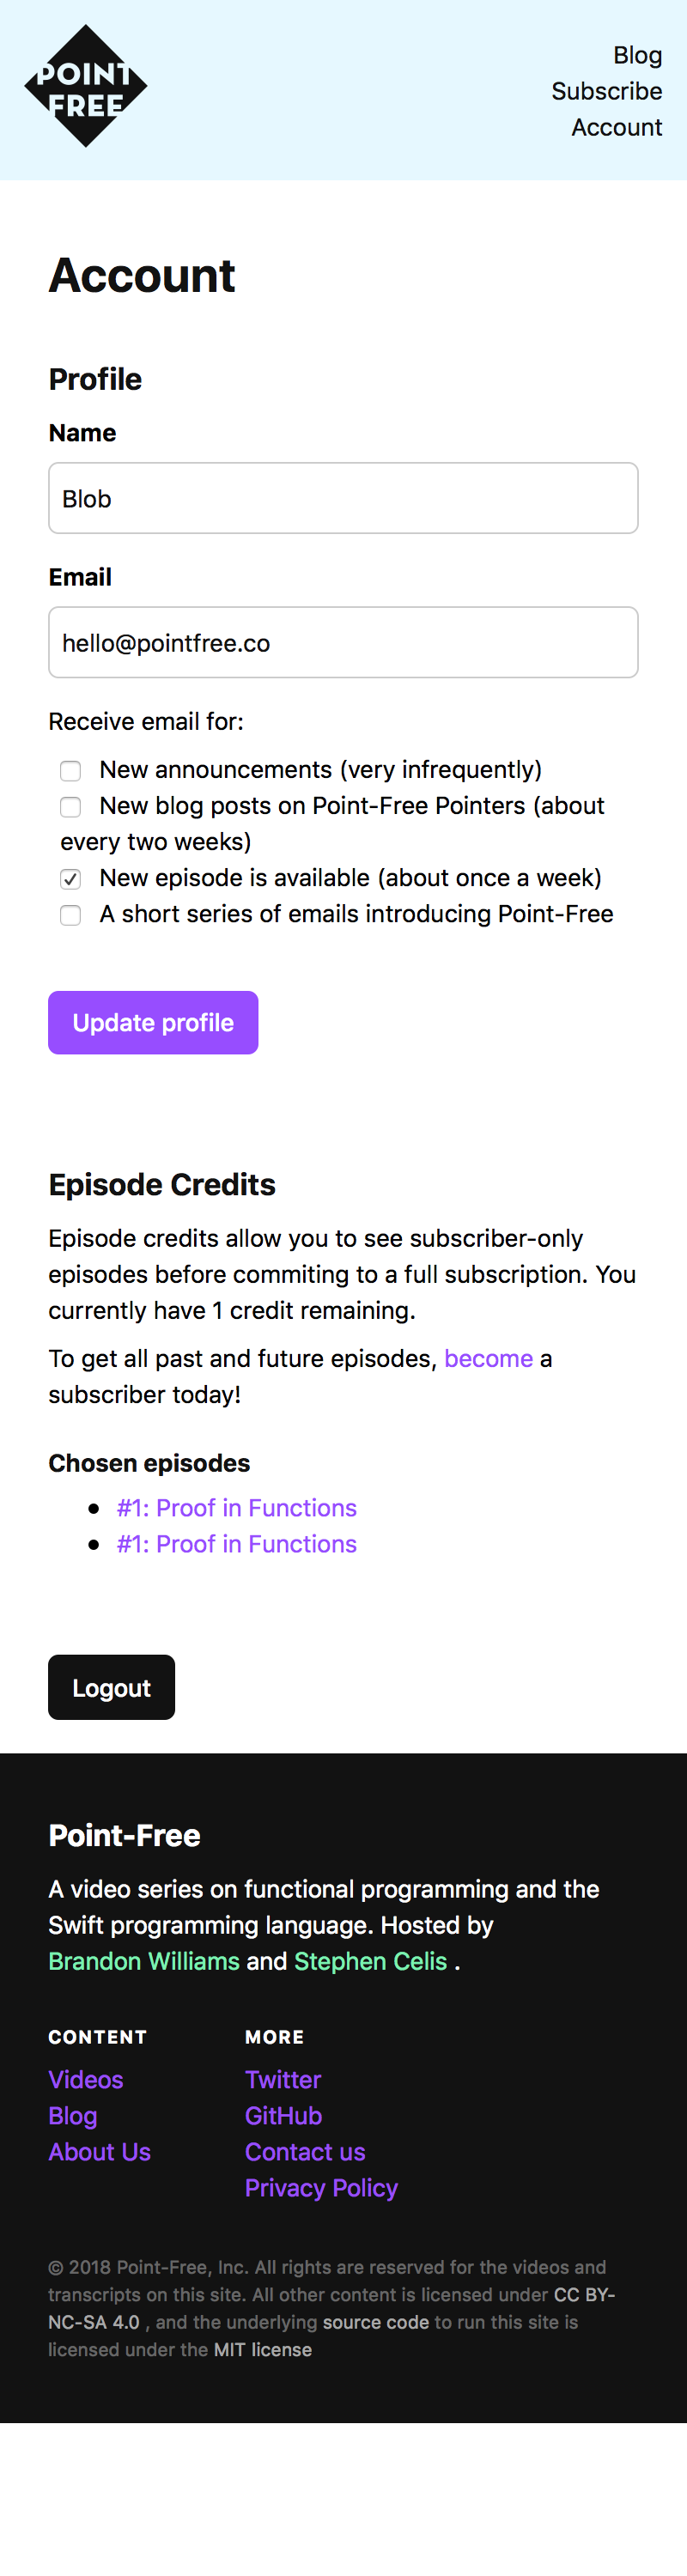 POINT
FREE
Blog
Subscribe
Account
Account
Profile
Name
Blob
Email
hello@pointfree.co
Receive email for:
New announcements (very infrequently)
New blog posts on Point-Free Pointers (about
every two weeks)
New episode is available (about once a week)
A short series of emails introducing Point-Free
Update profile
Episode Credits
Episode credits allow you to see subscriber-only
episodes before commiting to a full subscription. You
currently have 1 credit remaining.
To get all past and future episodes, become a
subscriber today!
Chosen episodes
#1: Proof in Functions
#1: Proof in Functions
Logout
Point-Free
A video series on functional programming and the
Swift programming language. Hosted by
Brandon Williams and Stephen Celis .
CONTENT
Videos
Blog
About Us
MORE
Twitter
GitHub
Contact us
Privacy Policy
© 2018 Point-Free, Inc. All rights are reserved for the videos and
transcripts on this site. All other content is licensed under CC BY-
NC-SA 4.0 , and the underlying source code to run this site is
licensed under the MIT license